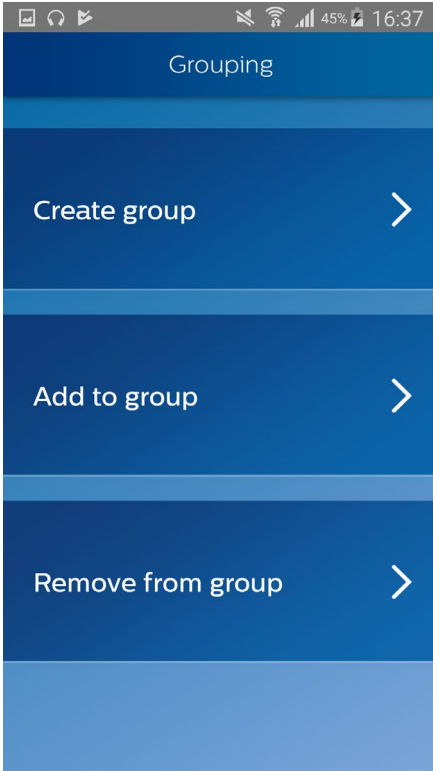 45% 16:37
Grouping
Create group
Add to group
Remove from group